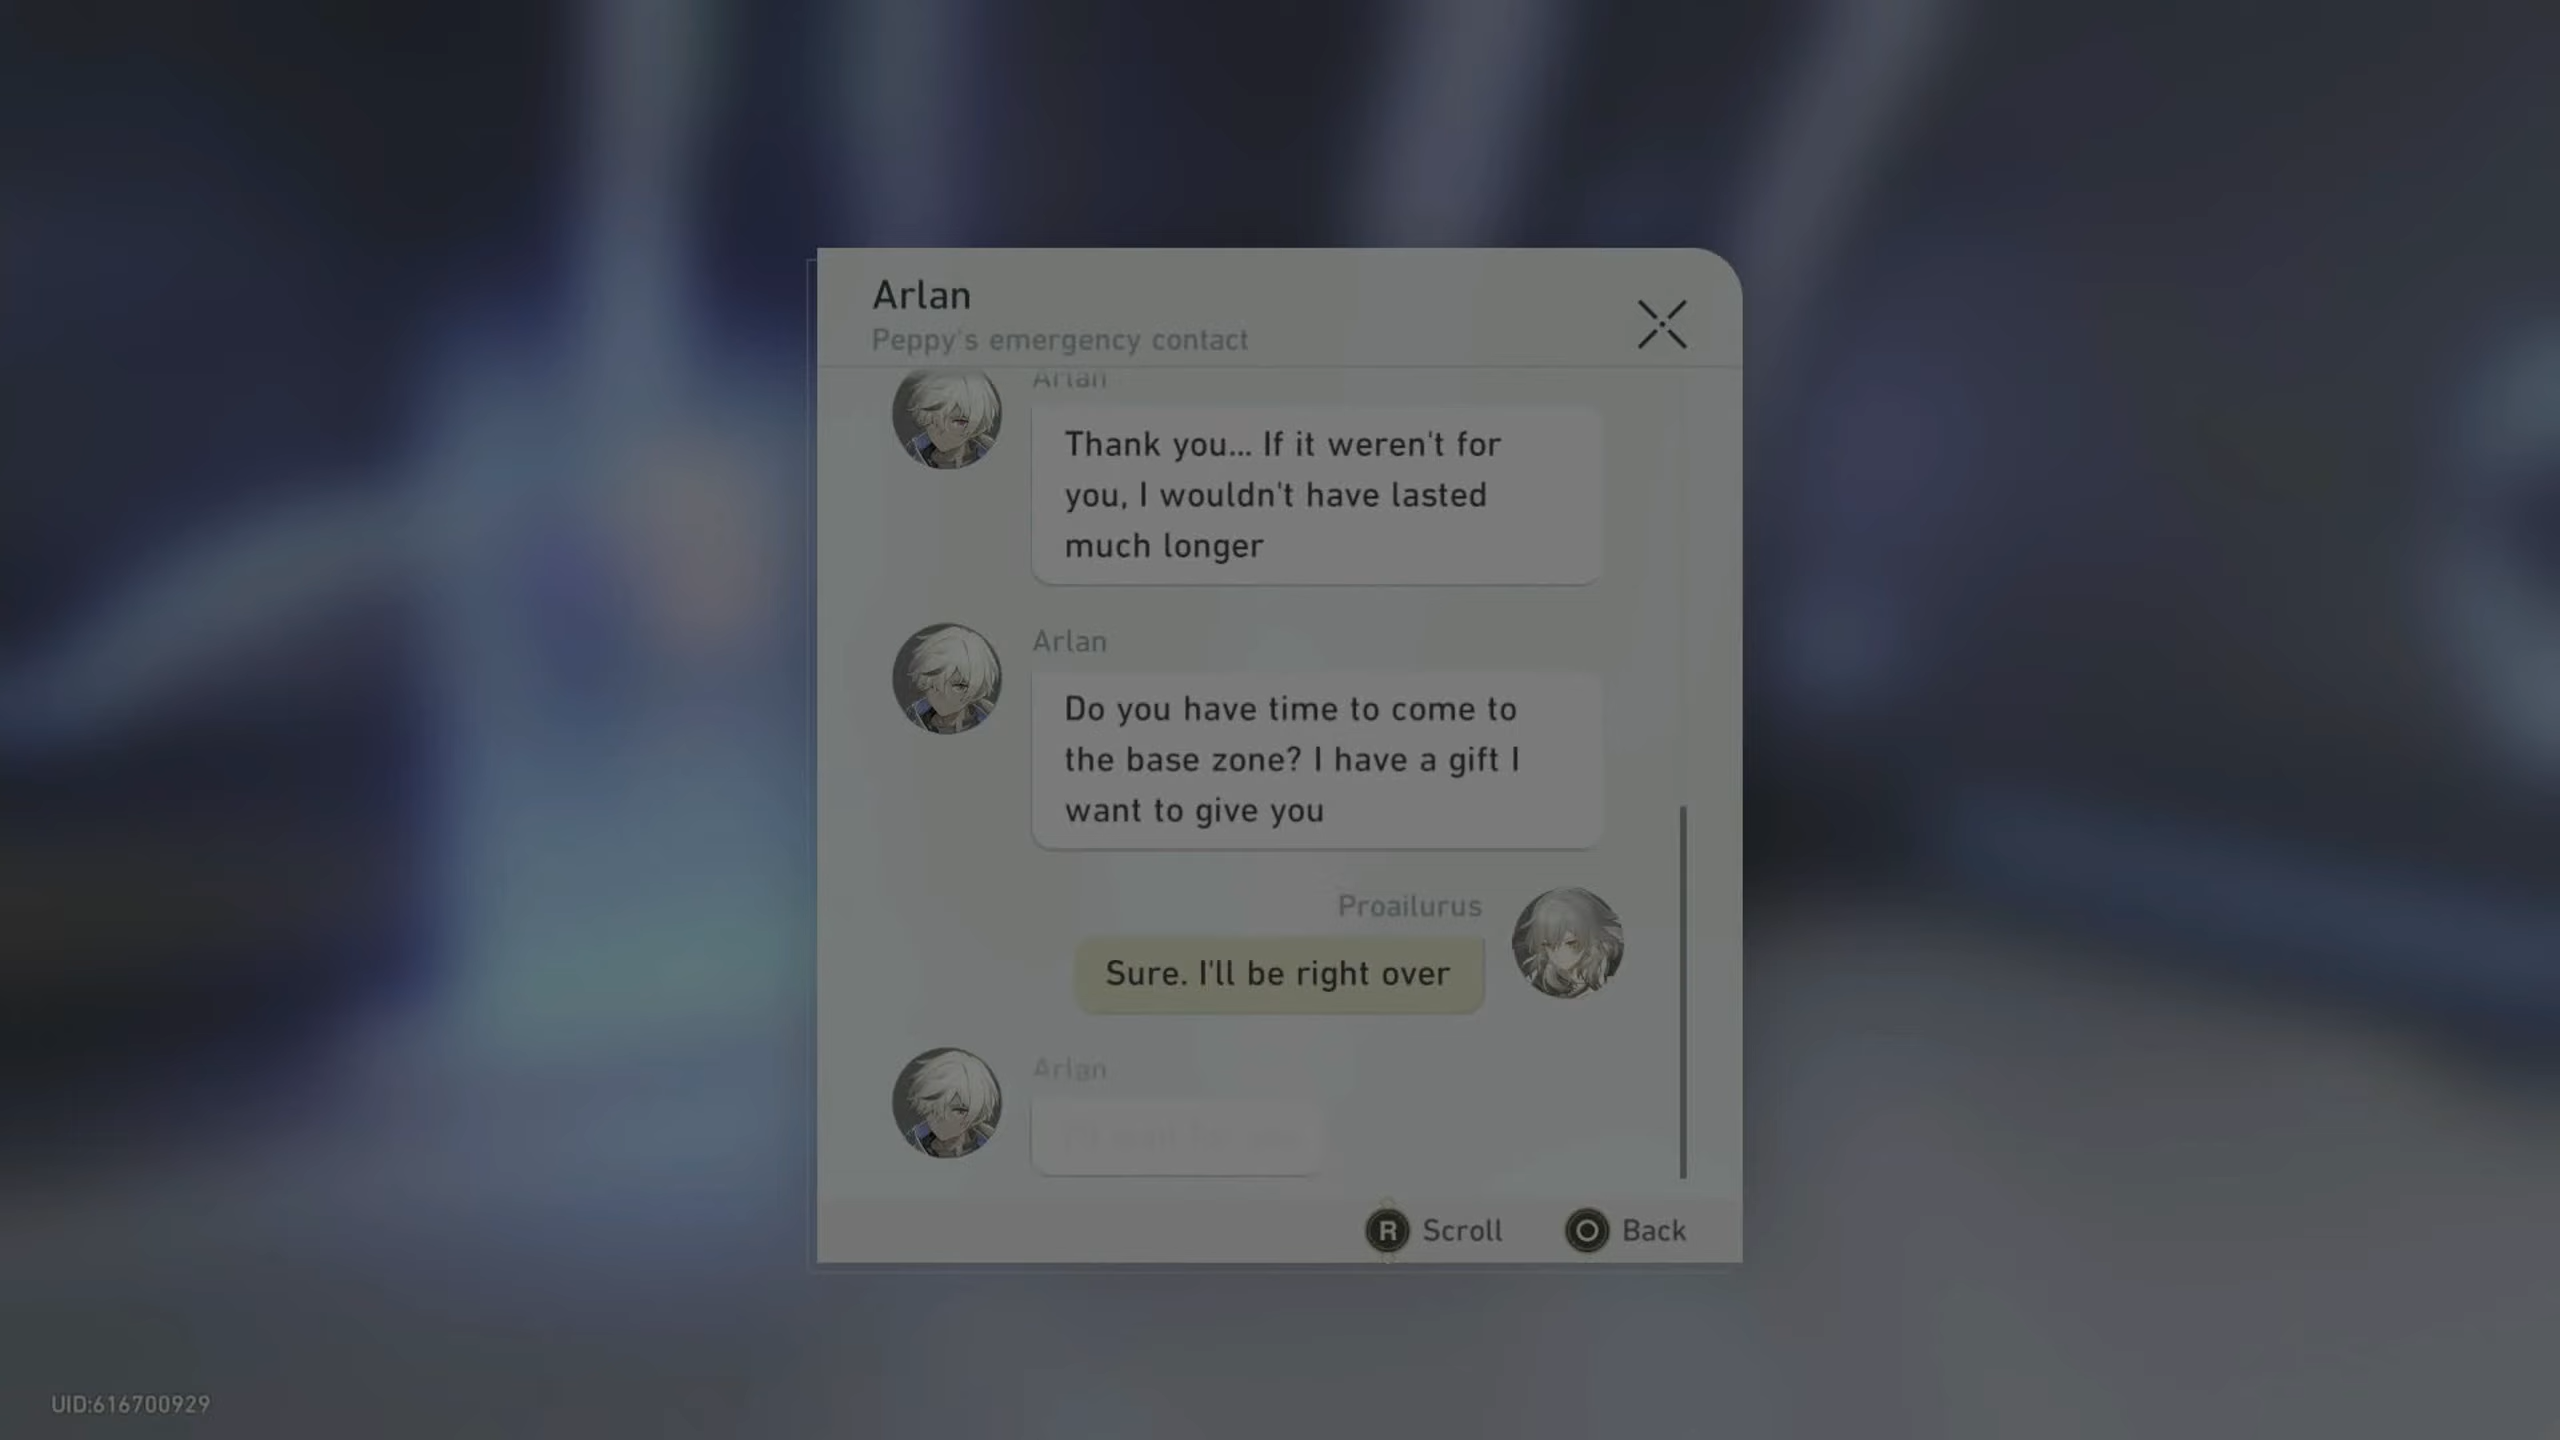 Arlan
Peppy's emergency contact
Arlan
Thank you... If it weren't for
you, I wouldn't have lasted
much longer
Arlan
Do you have time to come to
the base zone? I have a gift I
want to give you
Proailurus
Sure. I'll be right over
Arlan
R Scroll
Back
UID:616700929